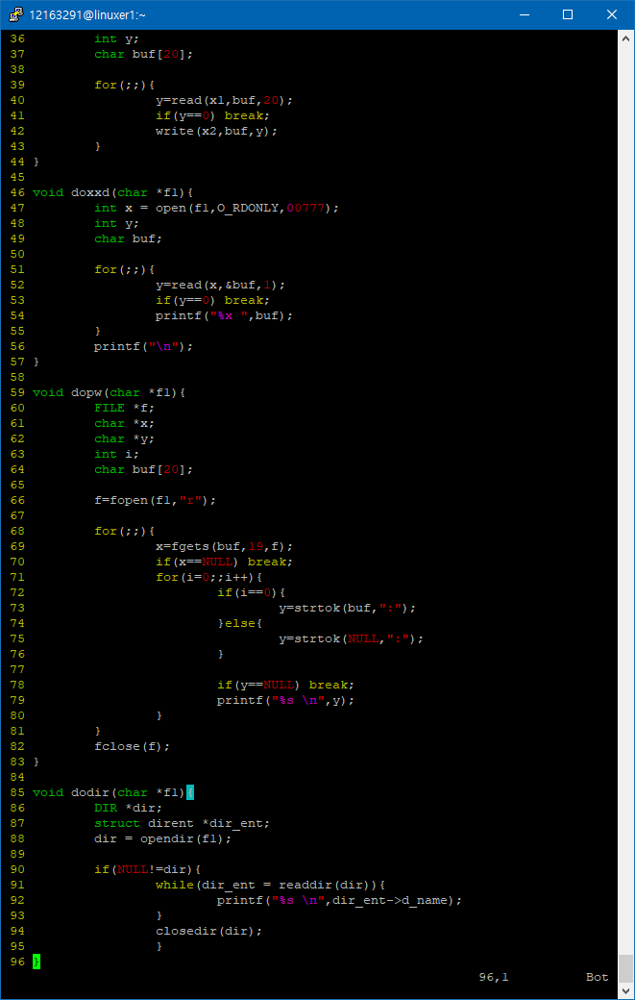 12163291@linuxer1:~
36         int y;
37         char buf[20];
38
39         for(;;){
40                 y=read(x1,buf,20);
41                 if(y==0) break;
42                 write(x2,buf,y);
43         }
44 }
45
46 void doxxd(char *f1){
47         int x = open(f1,O_RDONLY,00777);
48         int y;
49         char buf;
50
51         for(;;){
52                 y=read(x,&buf,1);
53                 if(y==0) break;
54                 printf("%x ",buf);
55         }
56         printf("\n");
57 }
58
59 void dopw(char *f1){
60         FILE *f;
61         char *x;
62         char *y;
63         int i;
64         char buf[20];
65
66         f=fopen(f1,"r");
67
68         for(;;){
69                 x=fgets(buf,19,f);
70                 if(x==NULL) break;
71                 for(i=0;;i++){
72                         if(i==0){
73                                 y=strtok(buf,":");
74                         }else{
75                                 y=strtok(NULL,":");
76                         }
77
78                         if(y==NULL) break;
79                         printf("%s \n",y);
80                 }
81         }
82         fclose(f);
83 }
84
85 void dodir(char *f1){
86         DIR *dir;
87         struct dirent *dir_ent;
88         dir = opendir(f1);
89
90         if(NULL!=dir){
91                 while(dir_ent = readdir(dir)){
92                         printf("%s \n",dir_ent->d_name);
93                 }
94                 closedir(dir);
95                 }
96 }
96,1          Bot